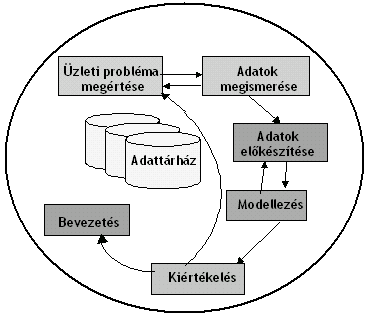 Üzleti probléma
megértése
Adatok
megismerése
Adatok
előkészítése
Adattárház
Modellezés
Bevezetés
Kiértékelés